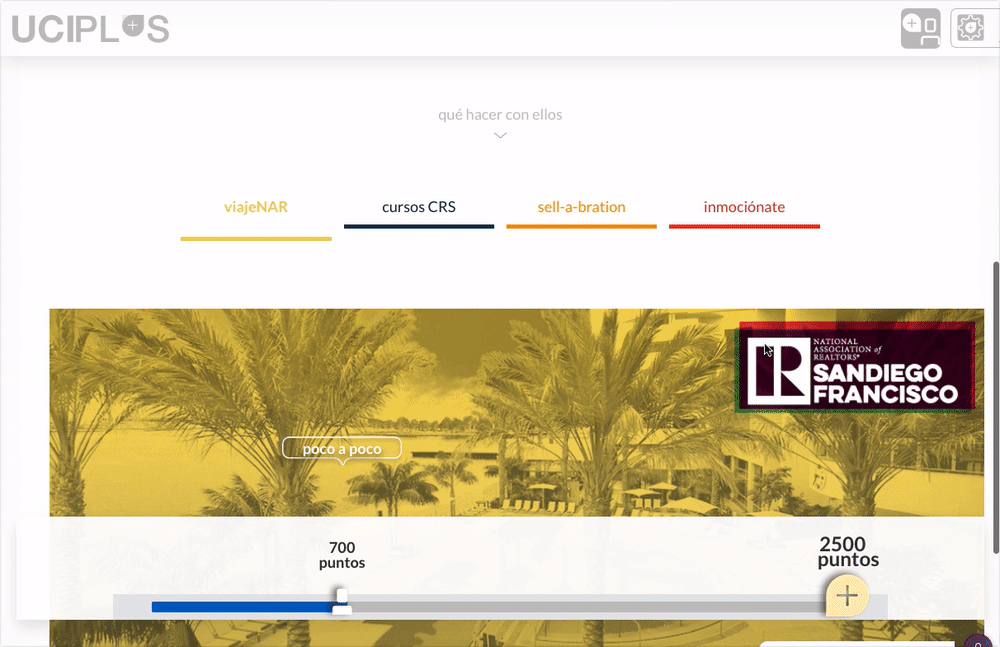 UCIPLUS
qué hacer con ellos
viajeNAR
cursos CRS
sell-a-bration
inmociónate
NATIONAL
ASSOCIATION of
REALTORS®
SANDIEGO
FRANCISCO
poco a poco
700
puntos
2500
puntos